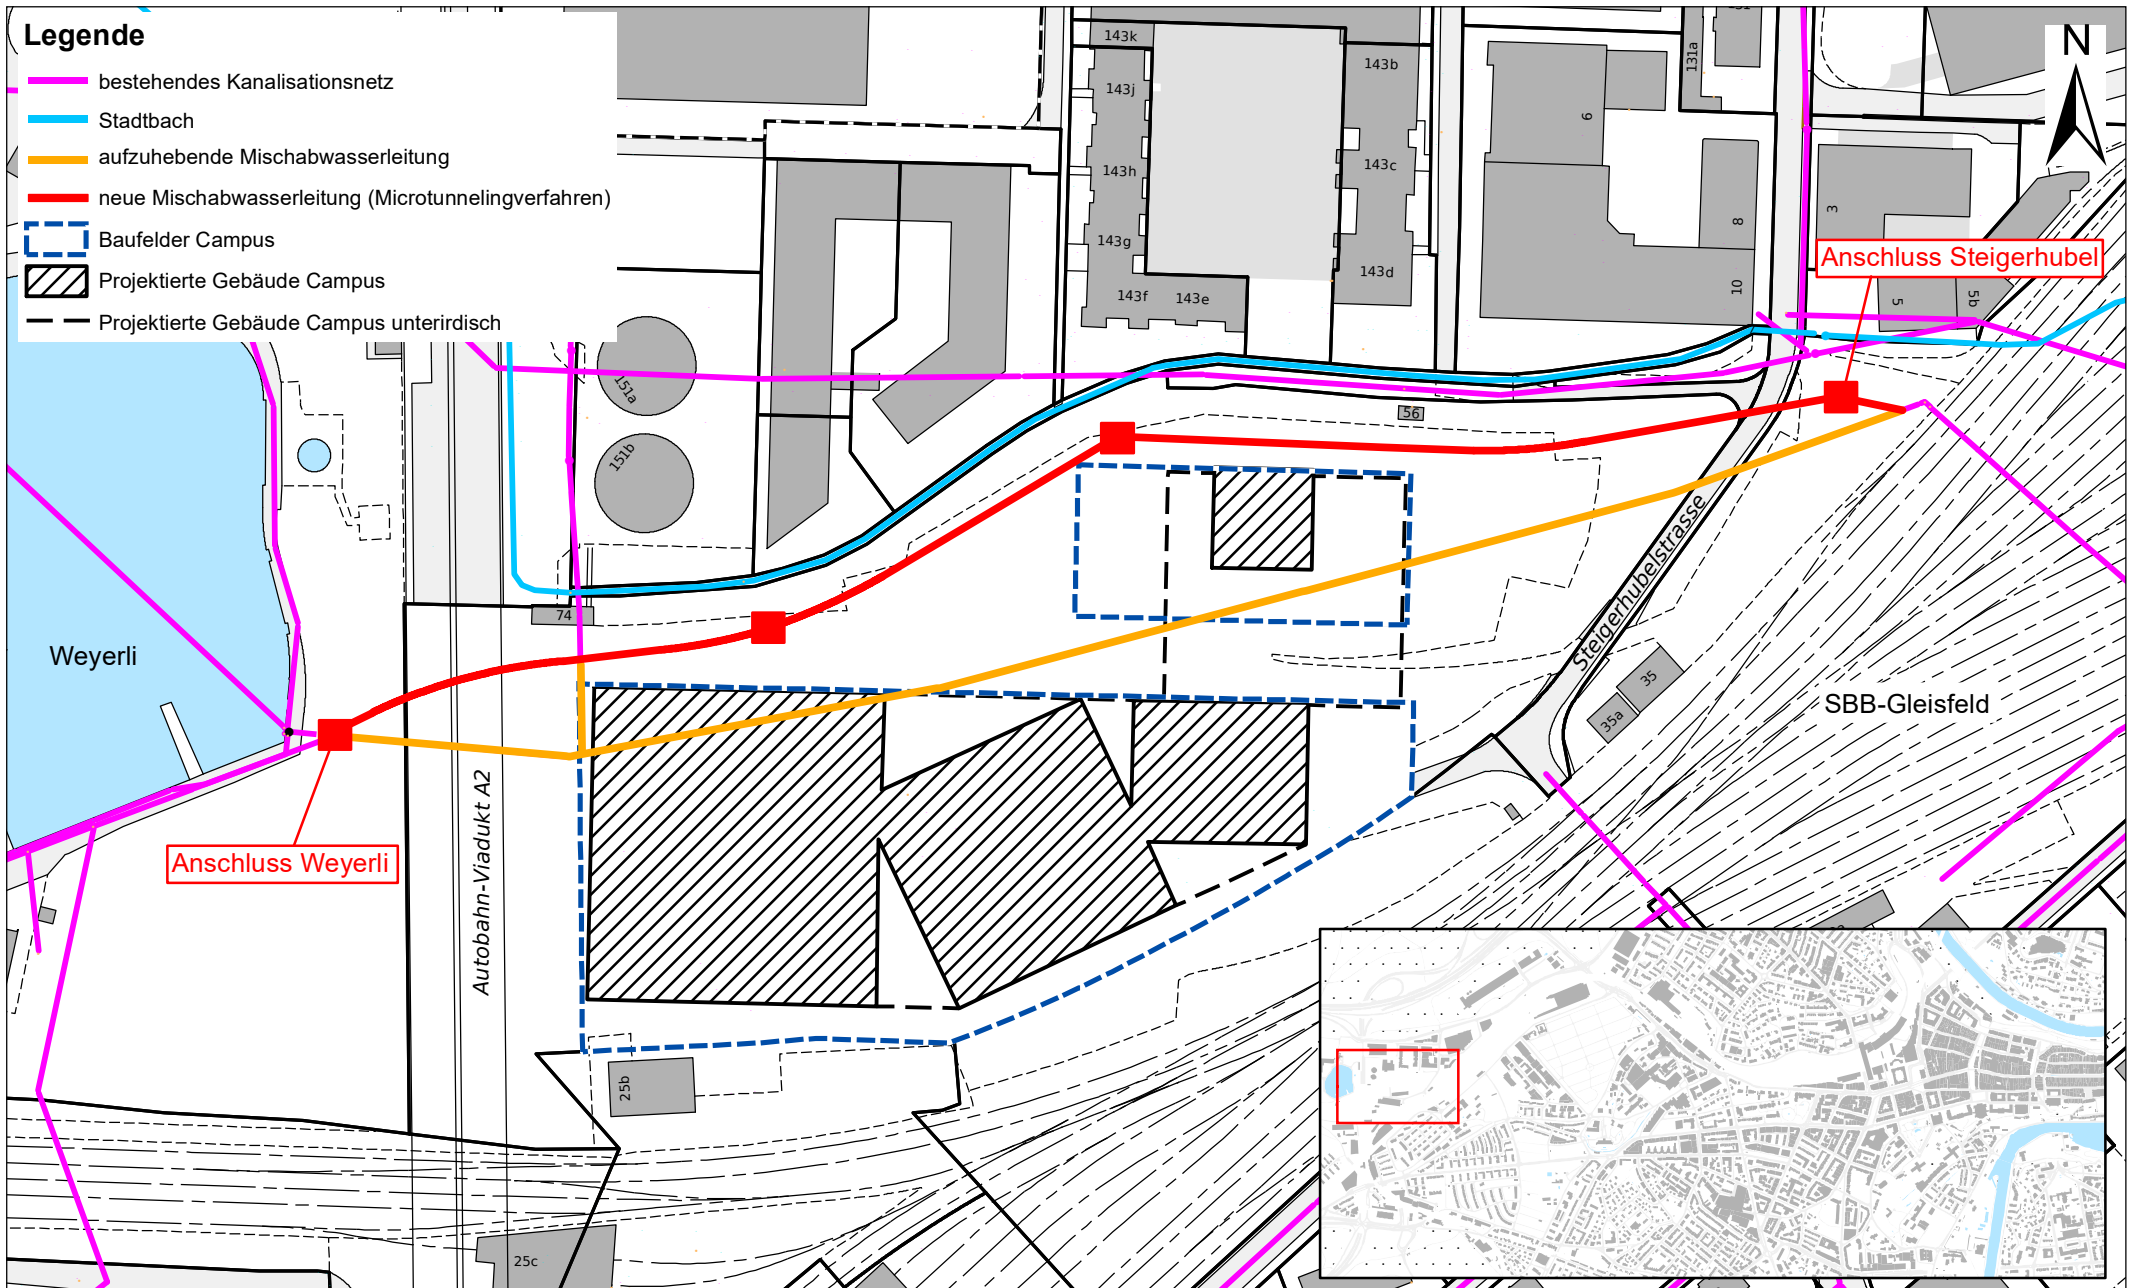 Legende
bestehendes Kanalisationsnetz
Stadtbach
aufzuhebende Mischabwasserleitung
neue Mischabwasserleitung (Microtunnelingverfahren)
Baufelder Campus
Projektierte Gebäude Campus
Projektierte Gebäude Campus unterirdisch
N
143k
143j
143h
143g
143f
143e
143b
143c
143d
131a
6
8
10
3
5
5b
Anschluss Steigerhubel
151a
151b
56
74
Steigerhubelstrasse
35
35a
SBB-Gleisfeld
Weyerli
Anschluss Weyerli
Autobahn-Viadukt A2
25b
25c